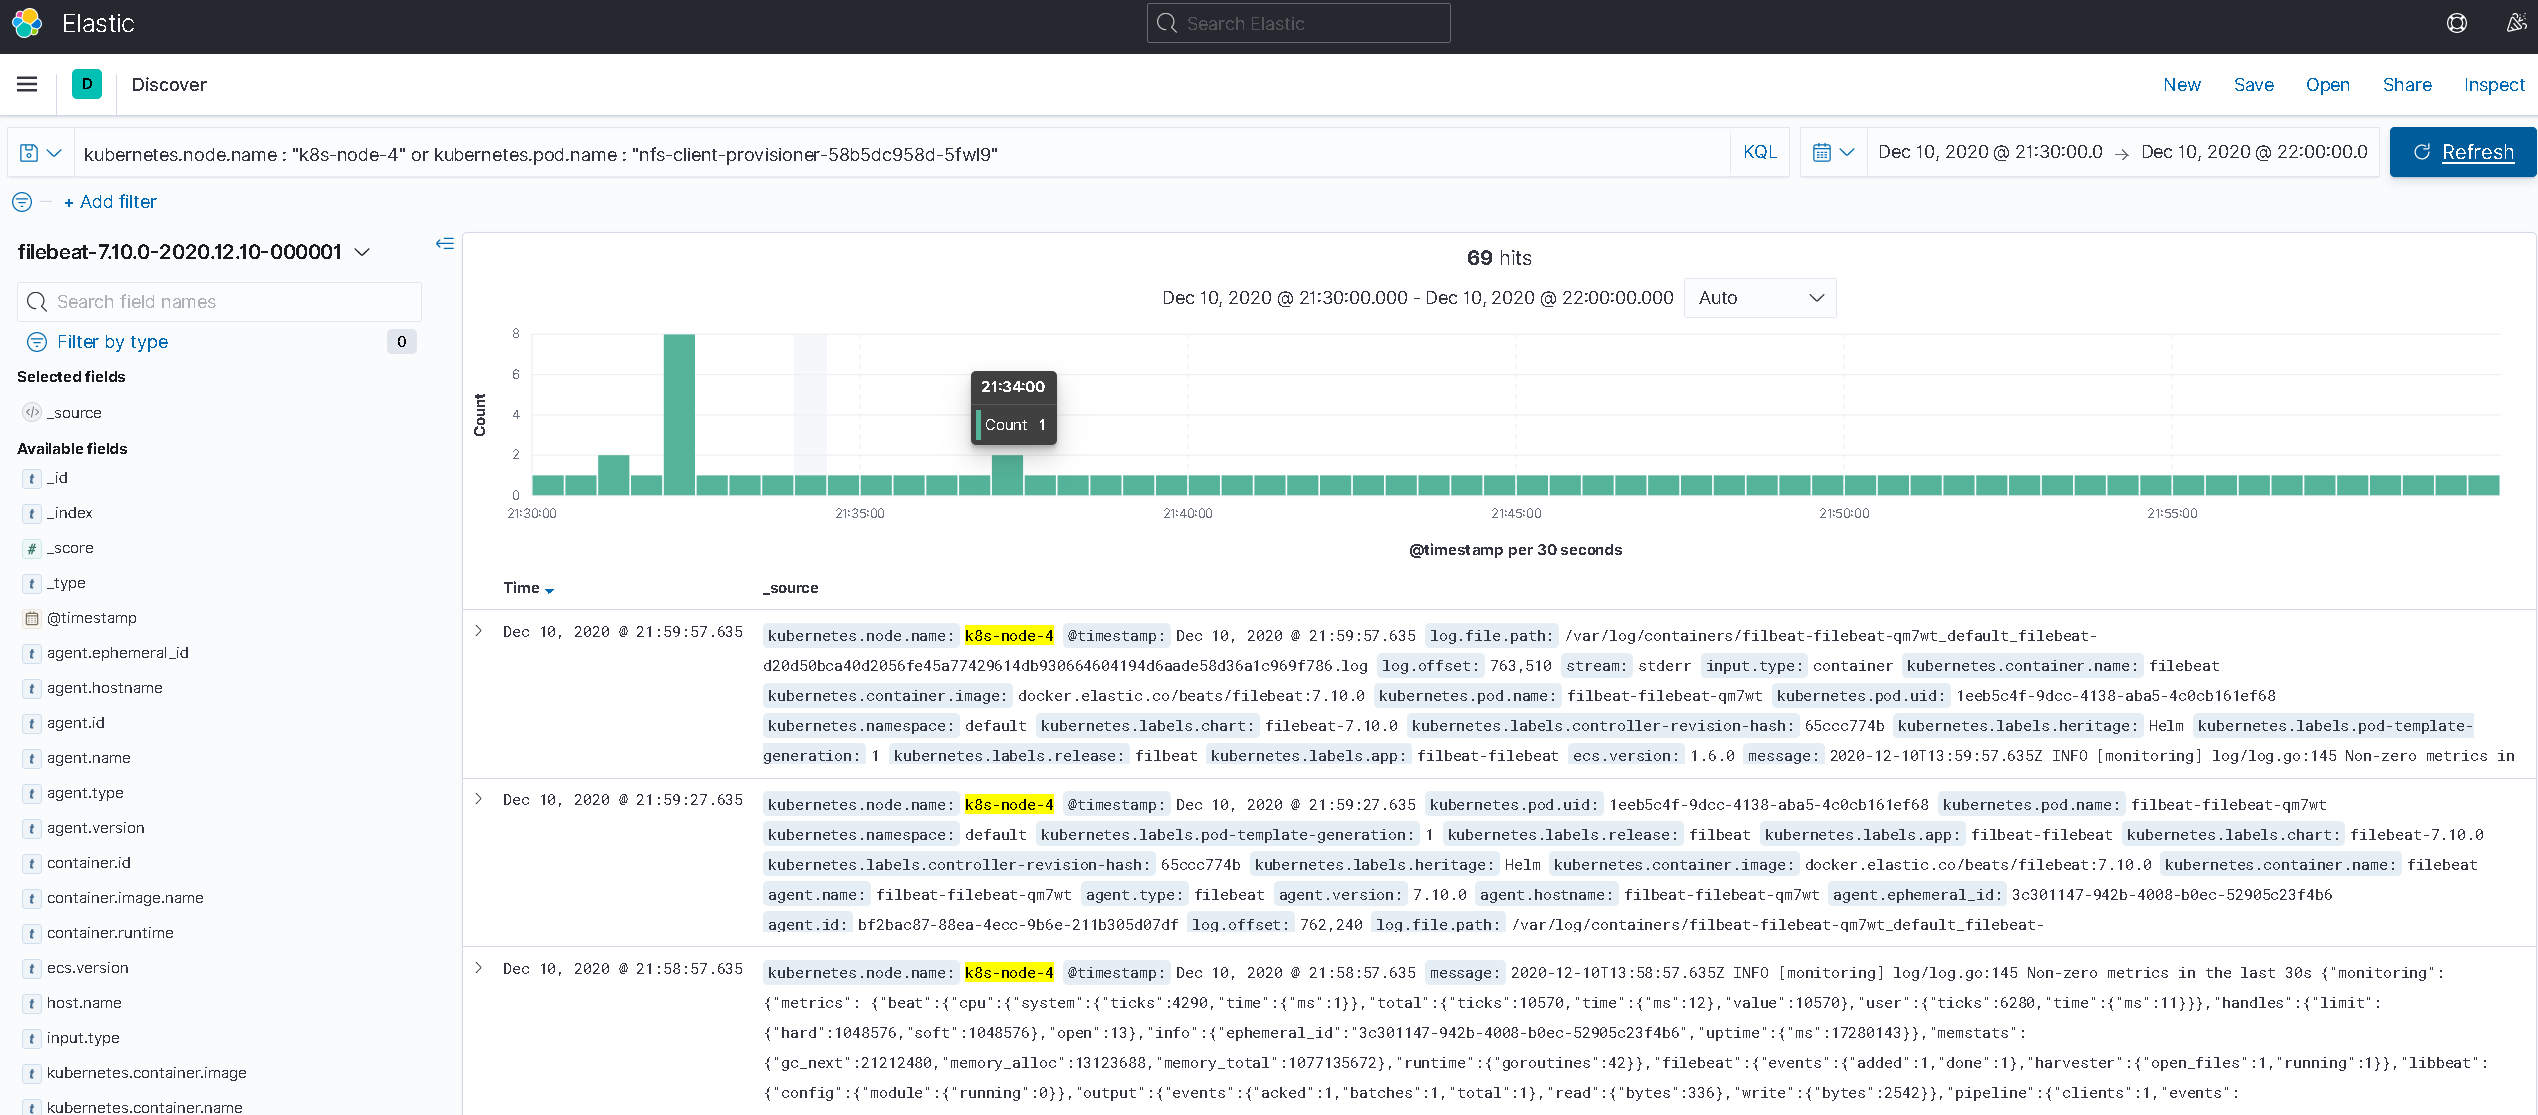 Elastic
Search Elastic
D
Discover
New Save Open Share Inspect
kubernetes.node.name : "k8s-node-4" or kubernetes.pod.name : "nfs-client-provisioner-58b5dc958d-5fwl9"
KQL
Dec 10, 2020 @ 21:30:00.0 → Dec 10, 2020 @ 22:00:00.0
Refresh
+ Add filter
filebeat-7.10.0-2020.12.10-000001
Search field names
Filter by type 0
Selected fields
_source
Available fields
t _id
t _index
# _score
t _type
@timestamp
t agent.ephemeral_id
t agent.hostname
t agent.id
t agent.name
t agent.type
t agent.version
t container.id
t container.image.name
t container.runtime
t ecs.version
t host.name
t input.type
t kubernetes.container.image
t kubernetes.container.name
69 hits
Dec 10, 2020 @ 21:30:00.000 - Dec 10, 2020 @ 22:00:00.000 Auto
8
6
4
2
0
Count
21:34:00
Count 1
21:30:00 21:35:00 21:40:00 21:45:00 21:50:00 21:55:00
@timestamp per 30 seconds
Time _source
Dec 10, 2020 @ 21:59:57.635
kubernetes.node.name: k8s-node-4 @timestamp: Dec 10, 2020 @ 21:59:57.635 log.file.path: /var/log/containers/filbeat-filebeat-qm7wt_default_filebeat-
d20d50bca40d2056fe45a77429614db930664604194d6aade58d36a1c969f786.log log.offset: 763,510 stream: stderr input.type: container kubernetes.container.name: filebeat
kubernetes.container.image: docker.elastic.co/beats/filebeat:7.10.0 kubernetes.pod.name: filbeat-filebeat-qm7wt kubernetes.pod.uid: 1eeb5c4f-9dcc-4138-aba5-4c0cb161ef68
kubernetes.namespace: default kubernetes.labels.chart: filebeat-7.10.0 kubernetes.labels.controller-revision-hash: 65ccc774b kubernetes.labels.heritage: Helm kubernetes.labels.pod-template-
generation: 1 kubernetes.labels.release: filbeat kubernetes.labels.app: filbeat-filebeat ecs.version: 1.6.0 message: 2020-12-10T13:59:57.635Z INFO [monitoring] log/log.go:145 Non-zero metrics in
Dec 10, 2020 @ 21:59:27.635
kubernetes.node.name: k8s-node-4 @timestamp: Dec 10, 2020 @ 21:59:27.635 kubernetes.pod.uid: 1eeb5c4f-9dcc-4138-aba5-4c0cb161ef68 kubernetes.pod.name: filbeat-filebeat-qm7wt
kubernetes.namespace: default kubernetes.labels.pod-template-generation: 1 kubernetes.labels.release: filbeat kubernetes.labels.app: filbeat-filebeat kubernetes.labels.chart: filebeat-7.10.0
kubernetes.labels.controller-revision-hash: 65ccc774b kubernetes.labels.heritage: Helm kubernetes.container.image: docker.elastic.co/beats/filebeat:7.10.0 kubernetes.container.name: filebeat
agent.name: filbeat-filebeat-qm7wt agent.type: filebeat agent.version: 7.10.0 agent.hostname: filbeat-filebeat-qm7wt agent.ephemeral_id: 3c301147-942b-4008-b0ec-52905c23f4b6
agent.id: bf2bac87-88ea-4ecc-9b6e-211b305d07df log.offset: 762,240 log.file.path: /var/log/containers/filbeat-filebeat-qm7wt_default_filebeat-
Dec 10, 2020 @ 21:58:57.635
kubernetes.node.name: k8s-node-4 @timestamp: Dec 10, 2020 @ 21:58:57.635 message: 2020-12-10T13:58:57.635Z INFO [monitoring] log/log.go:145 Non-zero metrics in the last 30s {"monitoring":
{"metrics": {"beat":{"cpu":{"system":{"ticks":4290,"time":{"ms":1}},"total":{"ticks":10570,"time":{"ms":12},"value":10570},"user":{"ticks":6280,"time":{"ms":11}}},"handles":{"limit":
{"hard":1048576,"soft":1048576},"open":13},"info":{"ephemeral_id":"3c301147-942b-4008-b0ec-52905c23f4b6","uptime":{"ms":17280143}},"memstats":
{"gc_next":21212480,"memory_alloc":13123688,"memory_total":1077135672},"runtime":{"goroutines":42}},"filebeat":{"events":{"added":1,"done":1},"harvester":{"open_files":1,"running":1}},"libbeat":
{"config":{"module":{"running":0}},"output":{"events":{"acked":1,"batches":1,"total":1},"read":{"bytes":336},"write":{"bytes":2542}},"pipeline":{"clients":1,"events":